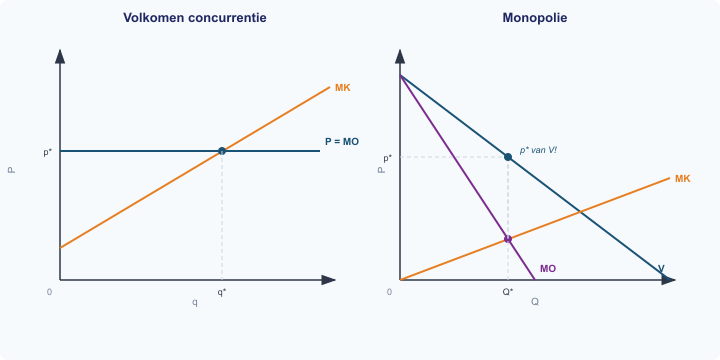 Volkomen concurrentie
MK
P = MO
p*
P
0
q*
q
Monopolie
p* van V!
p*
P
MK
MO
V
0
Q*
Q